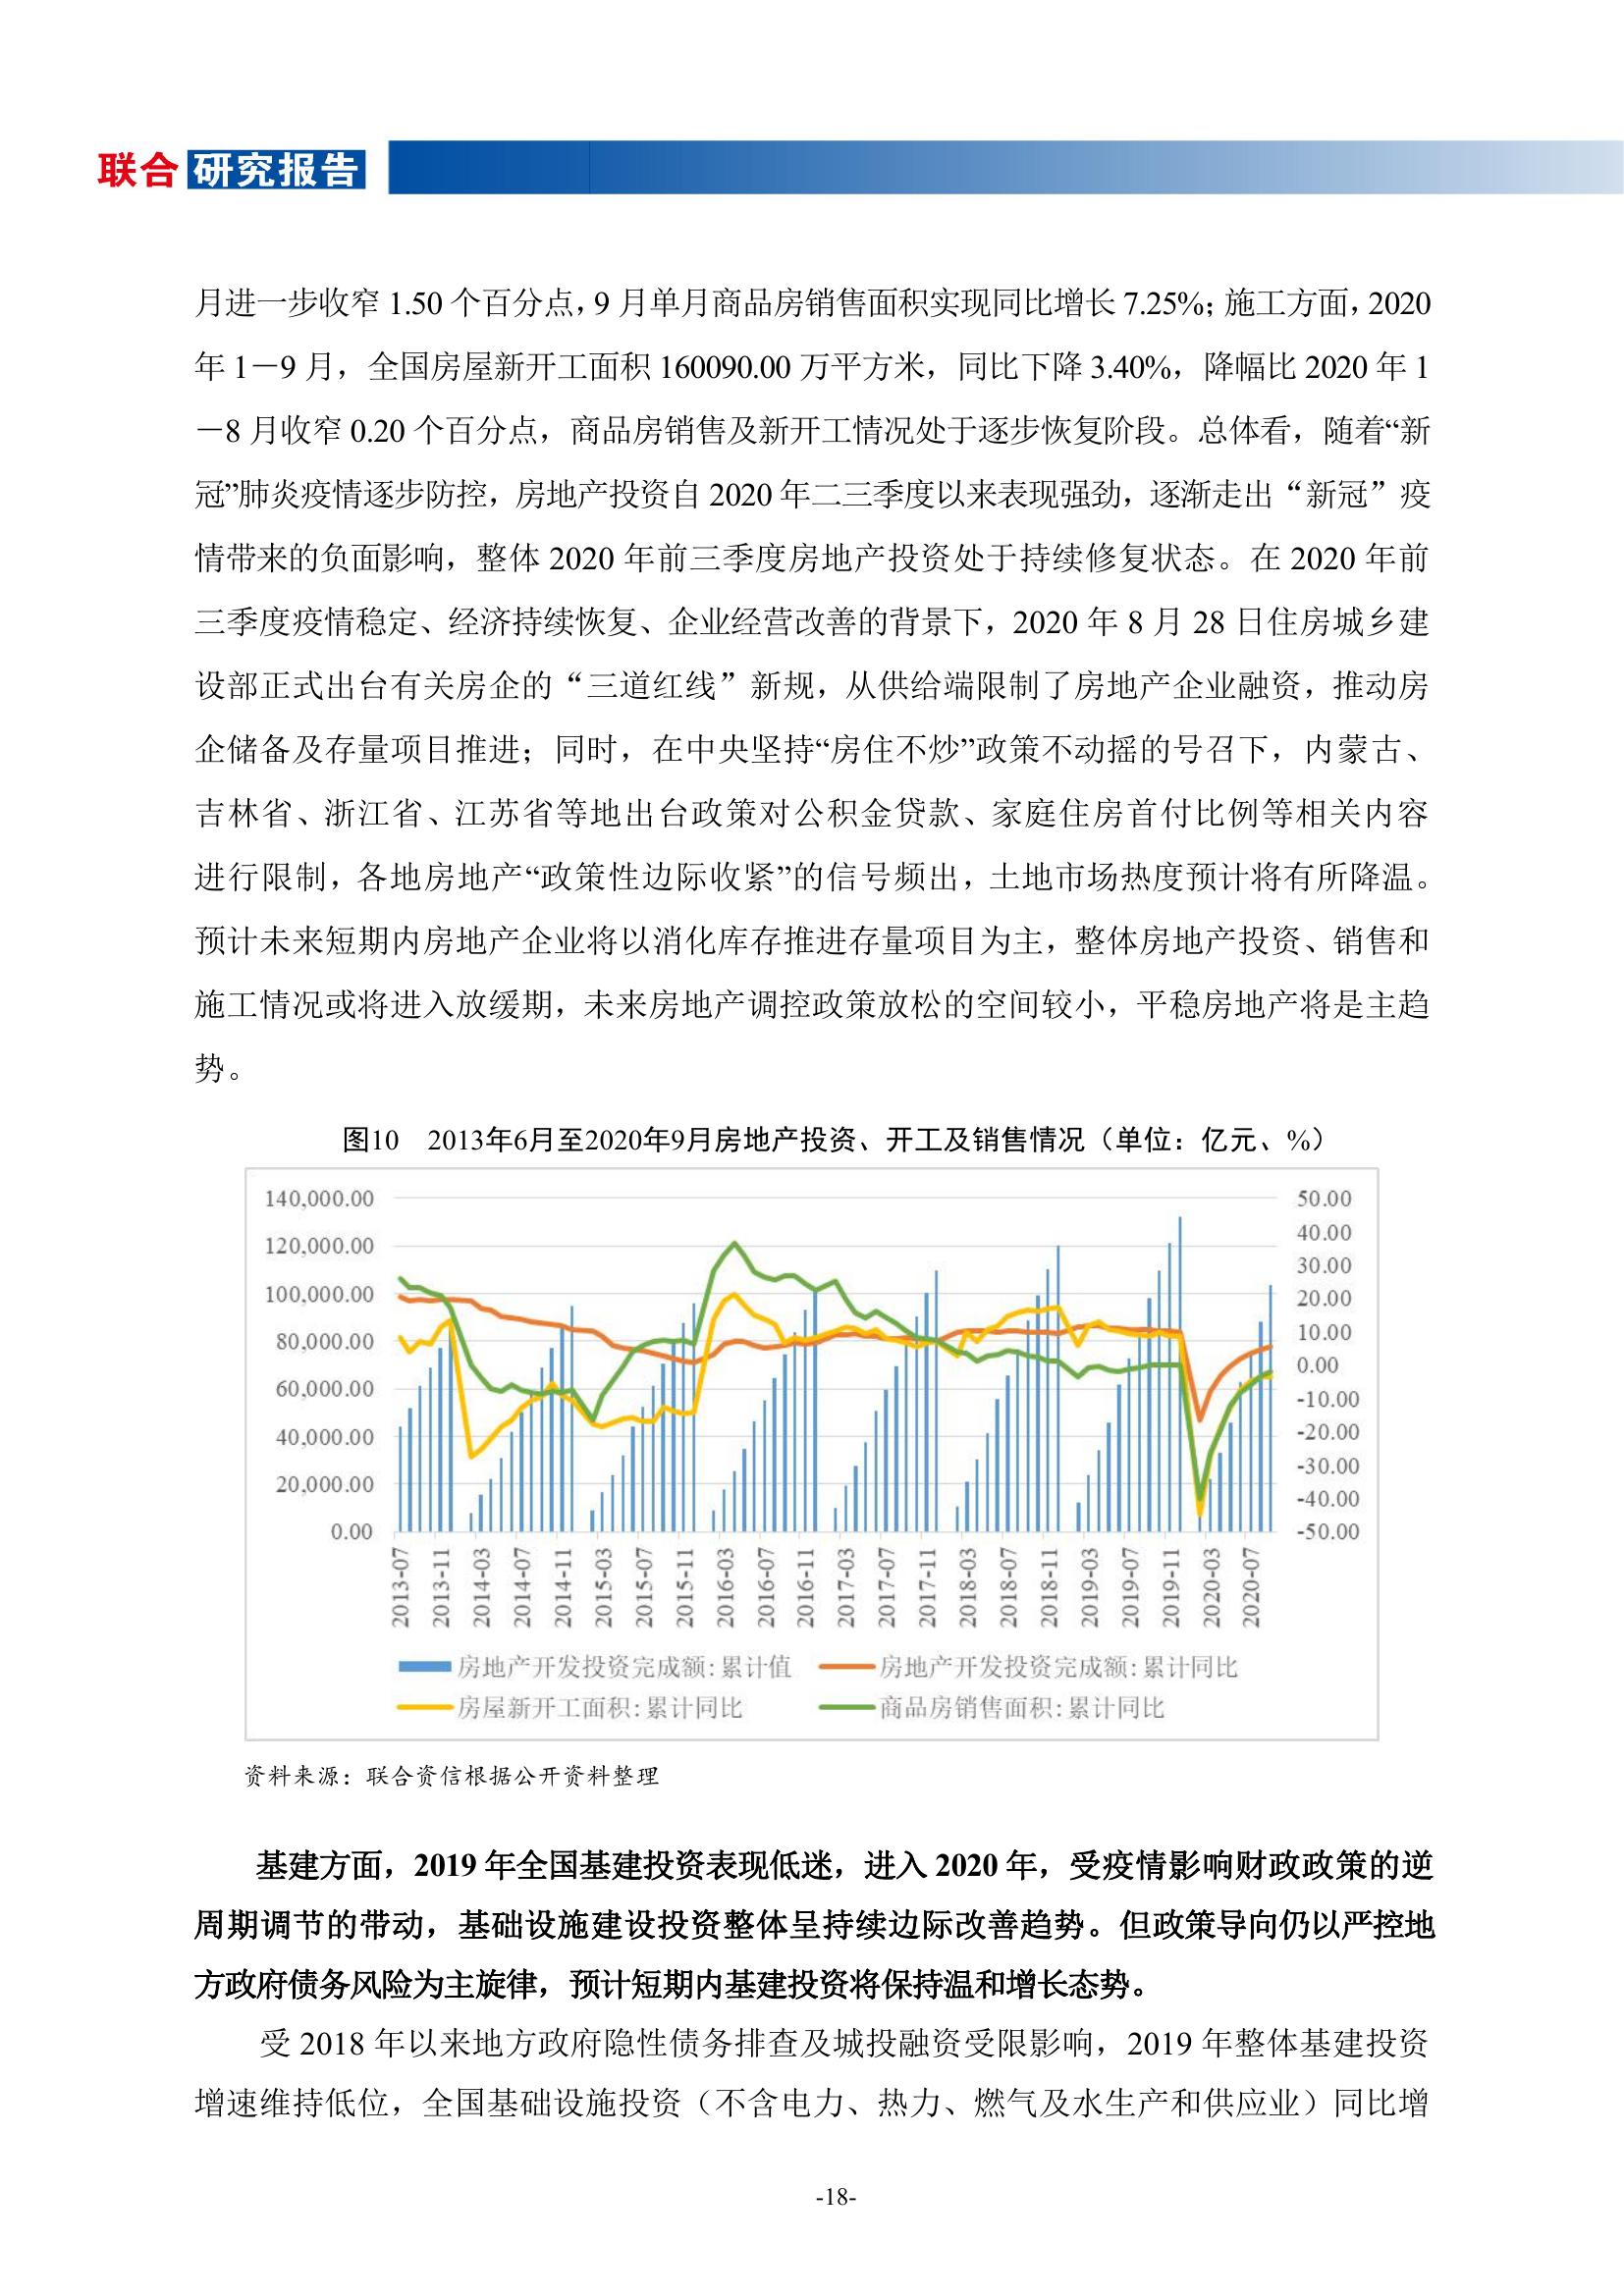 联合 研究报告
月进一步收窄 1.50 个百分点，9 月单月商品房销售面积实现同比增长 7.25%；施工方面，2020
年 1－9 月，全国房屋新开工面积 160090.00 万平方米，同比下降 3.40%，降幅比 2020 年 1
－8 月收窄 0.20 个百分点，商品房销售及新开工情况处于逐步恢复阶段。总体看，随着“新
冠”肺炎疫情逐步防控，房地产投资自 2020 年二三季度以来表现强劲，逐渐走出“新冠”疫
情带来的负面影响，整体 2020 年前三季度房地产投资处于持续修复状态。在 2020 年前
三季度疫情稳定、经济持续恢复、企业经营改善的背景下，2020 年 8 月 28 日住房城乡建
设部正式出台有关房企的“三道红线”新规，从供给端限制了房地产企业融资，推动房
企储备及存量项目推进；同时，在中央坚持“房住不炒”政策不动摇的号召下，内蒙古、
吉林省、浙江省、江苏省等地出台政策对公积金贷款、家庭住房首付比例等相关内容
进行限制，各地房地产“政策性边际收紧”的信号频出，土地市场热度预计将有所降温。
预计未来短期内房地产企业将以消化库存推进存量项目为主，整体房地产投资、销售和
施工情况或将进入放缓期，未来房地产调控政策放松的空间较小，平稳房地产将是主趋
势。
图10 2013年6月至2020年9月房地产投资、开工及销售情况（单位：亿元、%）
140,000.00
120,000.00
100,000.00
80,000.00
60,000.00
40,000.00
20,000.00
0.00
50.00
40.00
30.00
20.00
10.00
0.00
-10.00
-20.00
-30.00
-40.00
-50.00
2013-07
2013-11
2014-03
2014-07
2014-11
2015-03
2015-07
2015-11
2016-03
2016-07
2016-11
2017-03
2017-07
2017-11
2018-03
2018-07
2018-11
2019-03
2019-07
2019-11
2020-03
2020-07
房地产开发投资完成额:累计值 房地产开发投资完成额:累计同比
房屋新开工面积:累计同比 商品房销售面积:累计同比
资料来源：联合资信根据公开资料整理
基建方面，2019 年全国基建投资表现低迷，进入 2020 年，受疫情影响财政政策的逆
周期调节的带动，基础设施建设投资整体呈持续边际改善趋势。但政策导向仍以严控地
方政府债务风险为主旋律，预计短期内基建投资将保持温和增长态势。
受 2018 年以来地方政府隐性债务排查及城投融资受限影响，2019 年整体基建投资
增速维持低位，全国基础设施投资（不含电力、热力、燃气及水生产和供应业）同比增
-18-